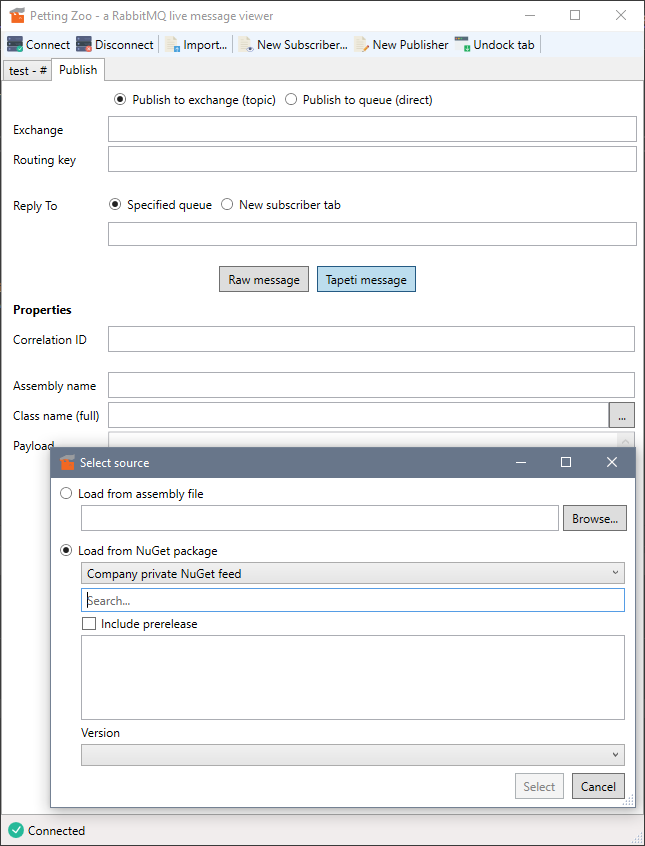 Petting Zoo - a RabbitMQ live message viewer
Connect Disconnect Import... New Subscriber... New Publisher Undock tab
test - # Publish
Publish to exchange (topic) Publish to queue (direct)
Exchange
Routing key
Reply To Specified queue New subscriber tab
Raw message Tapeti message
Properties
Correlation ID
Assembly name
Class name (full) ...
Payload
Select source
Load from assembly file
Browse...
Load from NuGet package
Company private NuGet feed
Search...
Include prerelease
Version
Select Cancel
Connected